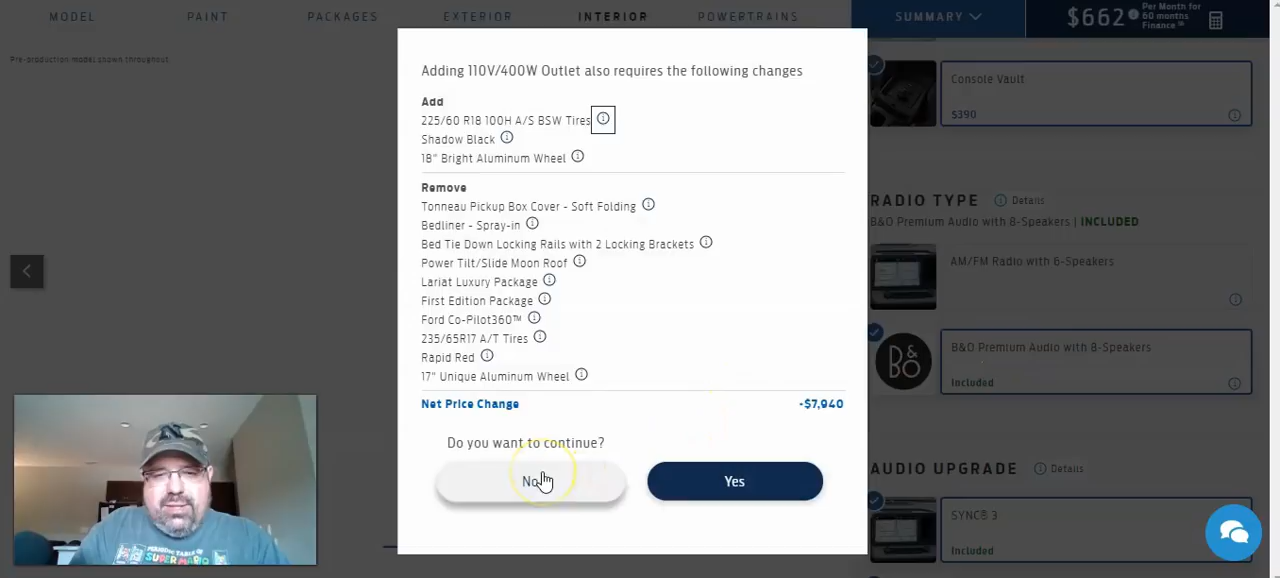 MODEL
PAINT
PACKAGES
EXTERIOR
INTERIOR
POWERTRAINS
SUMMARY
$662
Per Month for
60 months
Finance
Pre-production model shown throughout.
Adding 110V/400W Outlet also requires the following changes
Add
225/60 R18 100H A/S BSW Tires
Shadow Black
18" Bright Aluminum Wheel
Remove
Tonneau Pickup Box Cover - Soft Folding
Bedliner - Spray-in
Bed Tie Down Locking Rails with 2 Locking Brackets
Power Tilt/Slide Moon Roof
Lariat Luxury Package
First Edition Package
Ford Co-Pilot360™
235/65R17 A/T Tires
Rapid Red
17" Unique Aluminum Wheel
Net Price Change
-$7,940
Do you want to continue?
No
Yes
Console Vault
$390
RADIO TYPE
Details
B&O Premium Audio with 8-Speakers | INCLUDED
AM/FM Radio with 6-Speakers
B&O
B&O Premium Audio with 8-Speakers
Included
AUDIO UPGRADE
Details
SYNC® 3
Included
PERIODIC TABLE OF
SUPER MARIO